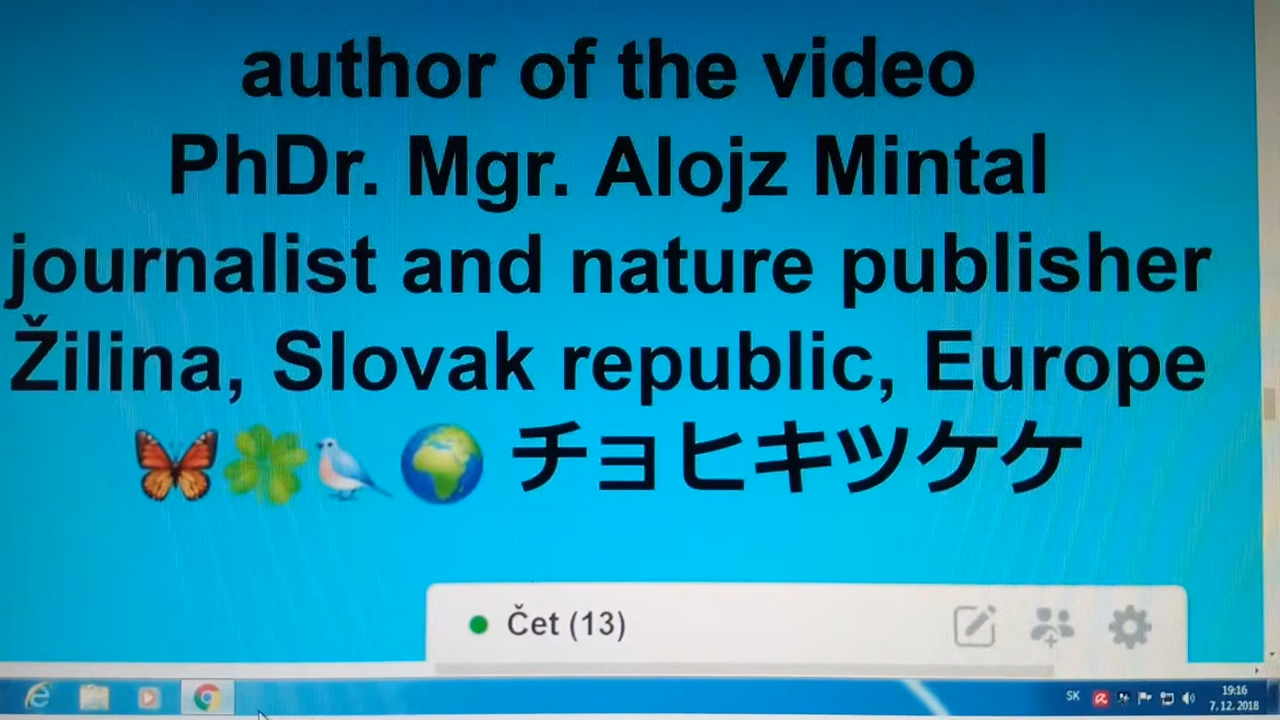 author of the video
PhDr. Mgr. Alojz Mintal
journalist and nature publisher
Žilina, Slovak republic, Europe
チョヒキツケケ
Čet (13)
SK
19:16
7. 12. 2018